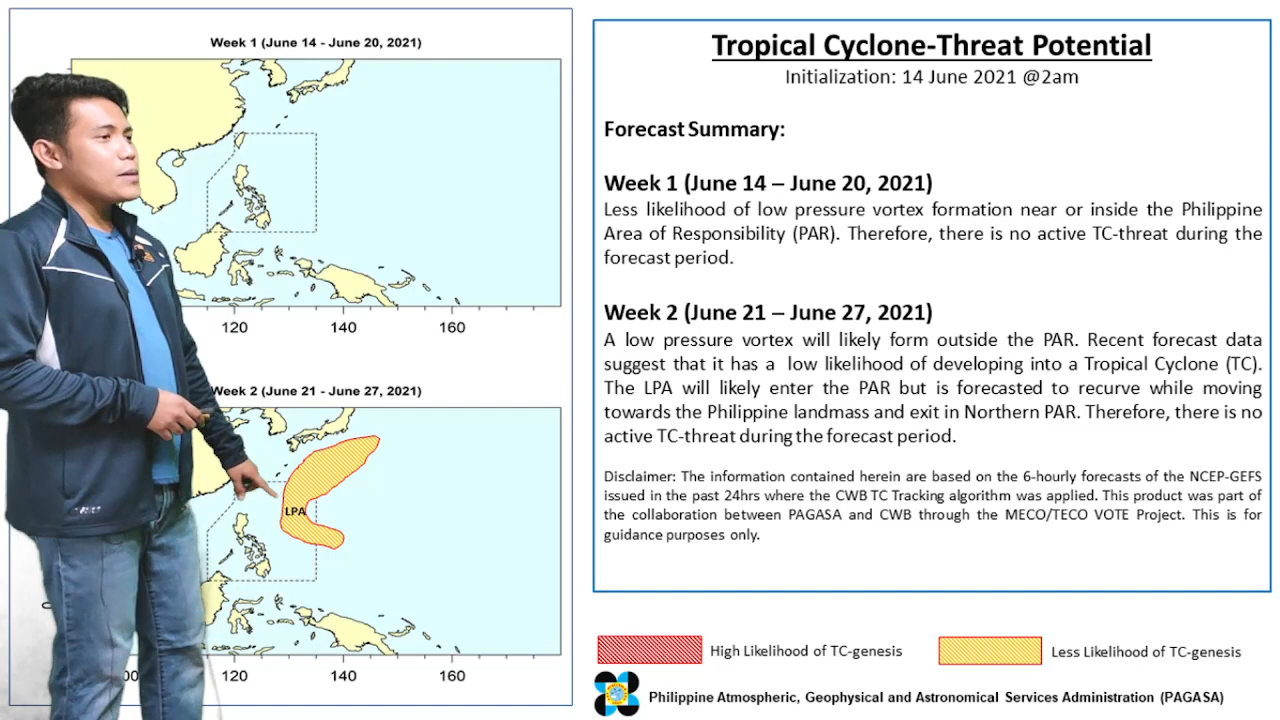 Week 1 (June 14 - June 20, 2021)
120 140 160
Week 2 (June 21 - June 27, 2021)
LPA
120 140 160
Tropical Cyclone-Threat Potential
Initialization: 14 June 2021 @2am
Forecast Summary:
Week 1 (June 14 – June 20, 2021)
Less likelihood of low pressure vortex formation near or inside the Philippine
Area of Responsibility (PAR). Therefore, there is no active TC-threat during the
forecast period.
Week 2 (June 21 – June 27, 2021)
A low pressure vortex will likely form outside the PAR. Recent forecast data
suggest that it has a low likelihood of developing into a Tropical Cyclone (TC).
The LPA will likely enter the PAR but is forecasted to recurve while moving
towards the Philippine landmass and exit in Northern PAR. Therefore, there is no
active TC-threat during the forecast period.
Disclaimer: The information contained herein are based on the 6-hourly forecasts of the NCEP-GEFS
issued in the past 24hrs where the CWB TC Tracking algorithm was applied. This product was part of
the collaboration between PAGASA and CWB through the MECO/TECO VOTE Project. This is for
guidance purposes only.
High Likelihood of TC-genesis
Less Likelihood of TC-genesis
Philippine Atmospheric, Geophysical and Astronomical Services Administration (PAGASA)